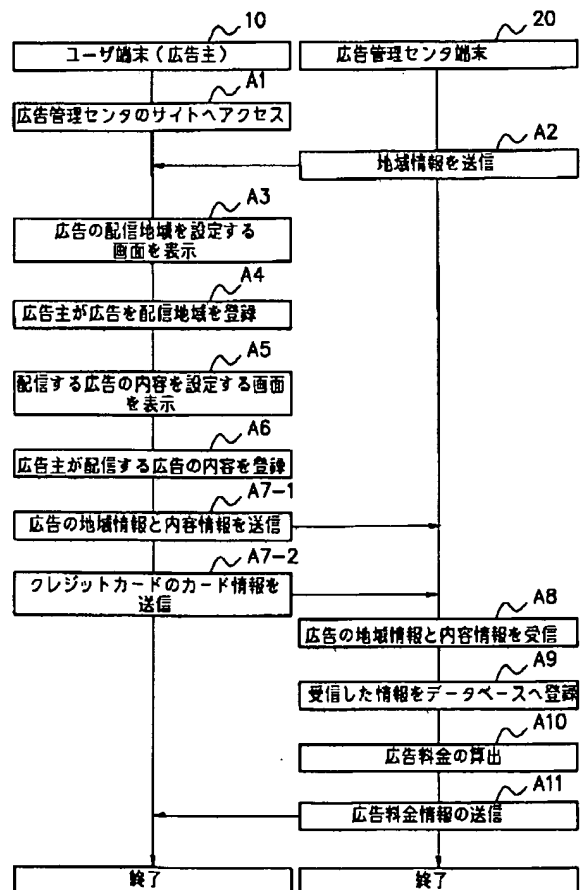 10
20
ユーザ端末(広告主)
広告管理センタ端末
A1
広告管理センタのサイトへアクセス
A2
地域情報を送信
A3
広告の配信地域を設定する
画面を表示
A4
広告主が広告を配信地域を登録
A5
配信する広告の内容を設定する画面
を表示
A6
広告主が配信する広告の内容を登録
A7-1
広告の地域情報と内容情報を送信
A7-2
クレジットカードのカード情報を
送信
A8
広告の地域情報と内容情報を受信
A9
受信した情報をデータベースへ登録
A10
広告料金の算出
A11
広告料金情報の送信
終了
終了